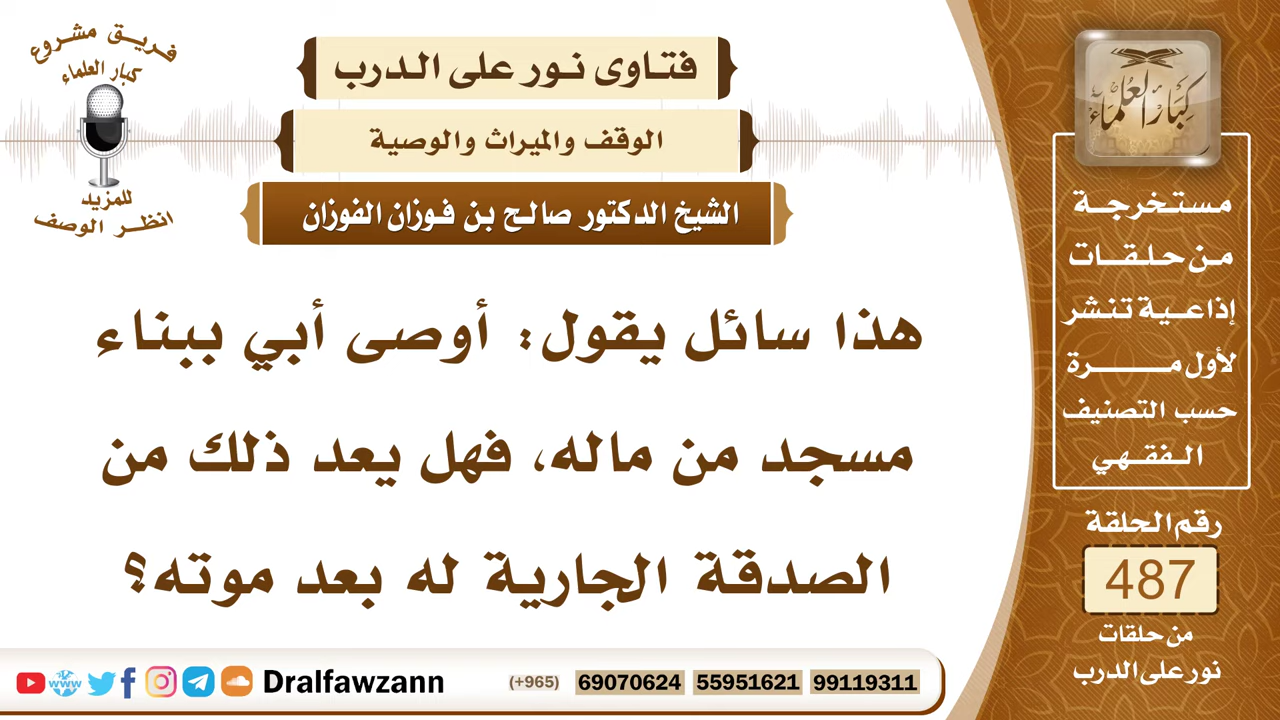 فريق مشروع
كبار العلماء
للمزيد
انظر الوصف
فتاوى نور على الدرب
الوقف والميراث والوصية
الشيخ الدكتور صالح بن فوزان الفوزان
هذا سائل يقول: أوصى أبي ببناء
مسجد من ماله، فهل يعد ذلك من
الصدقة الجارية له بعد موته؟
كبار العلماء
مستخرجة
من حلقات
إذاعية تنشر
لأول مرة
حسب التصنيف
الفقهي
رقم الحلقة
487
من حلقات
نور على الدرب
www
Dralfawzann
(+965) 69070624 55951621 99119311